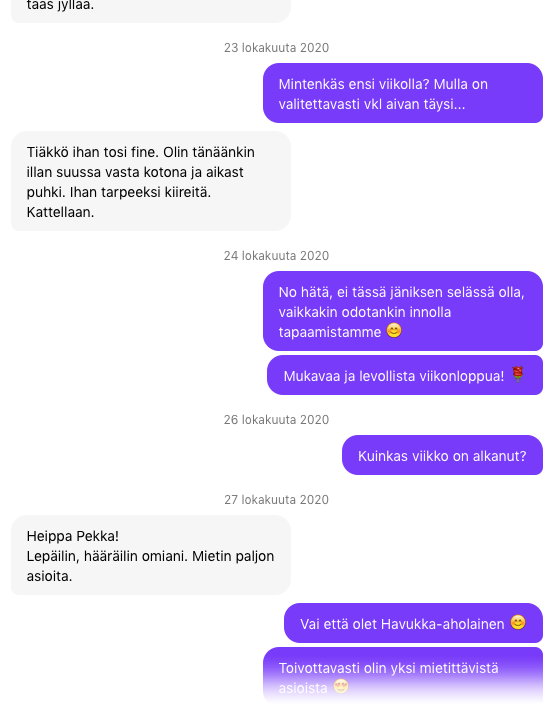 taas jyllää.
23 lokakuuta 2020
Mintenkäs ensi viikolla? Mulla on
valitettavasti vkl aivan täysi...
Tiäkkö ihan tosi fine. Olin tänäänkin
illan suussa vasta kotona ja aikast
puhki. Ihan tarpeeksi kiireitä.
Kattellaan.
24 lokakuuta 2020
No hätä, ei tässä jäniksen selässä olla,
vaikkakin odotankin innolla
tapaamistamme 😊
Mukavaa ja levollista viikonloppua! 🌹
26 lokakuuta 2020
Kuinkas viikko on alkanut?
27 lokakuuta 2020
Heippa Pekka!
Lepäilin, hääräilin omiani. Mietin paljon
asioita.
Vai että olet Havukka-aholainen 😊
Toivottavasti olin yksi mietittävistä
asioista 😇